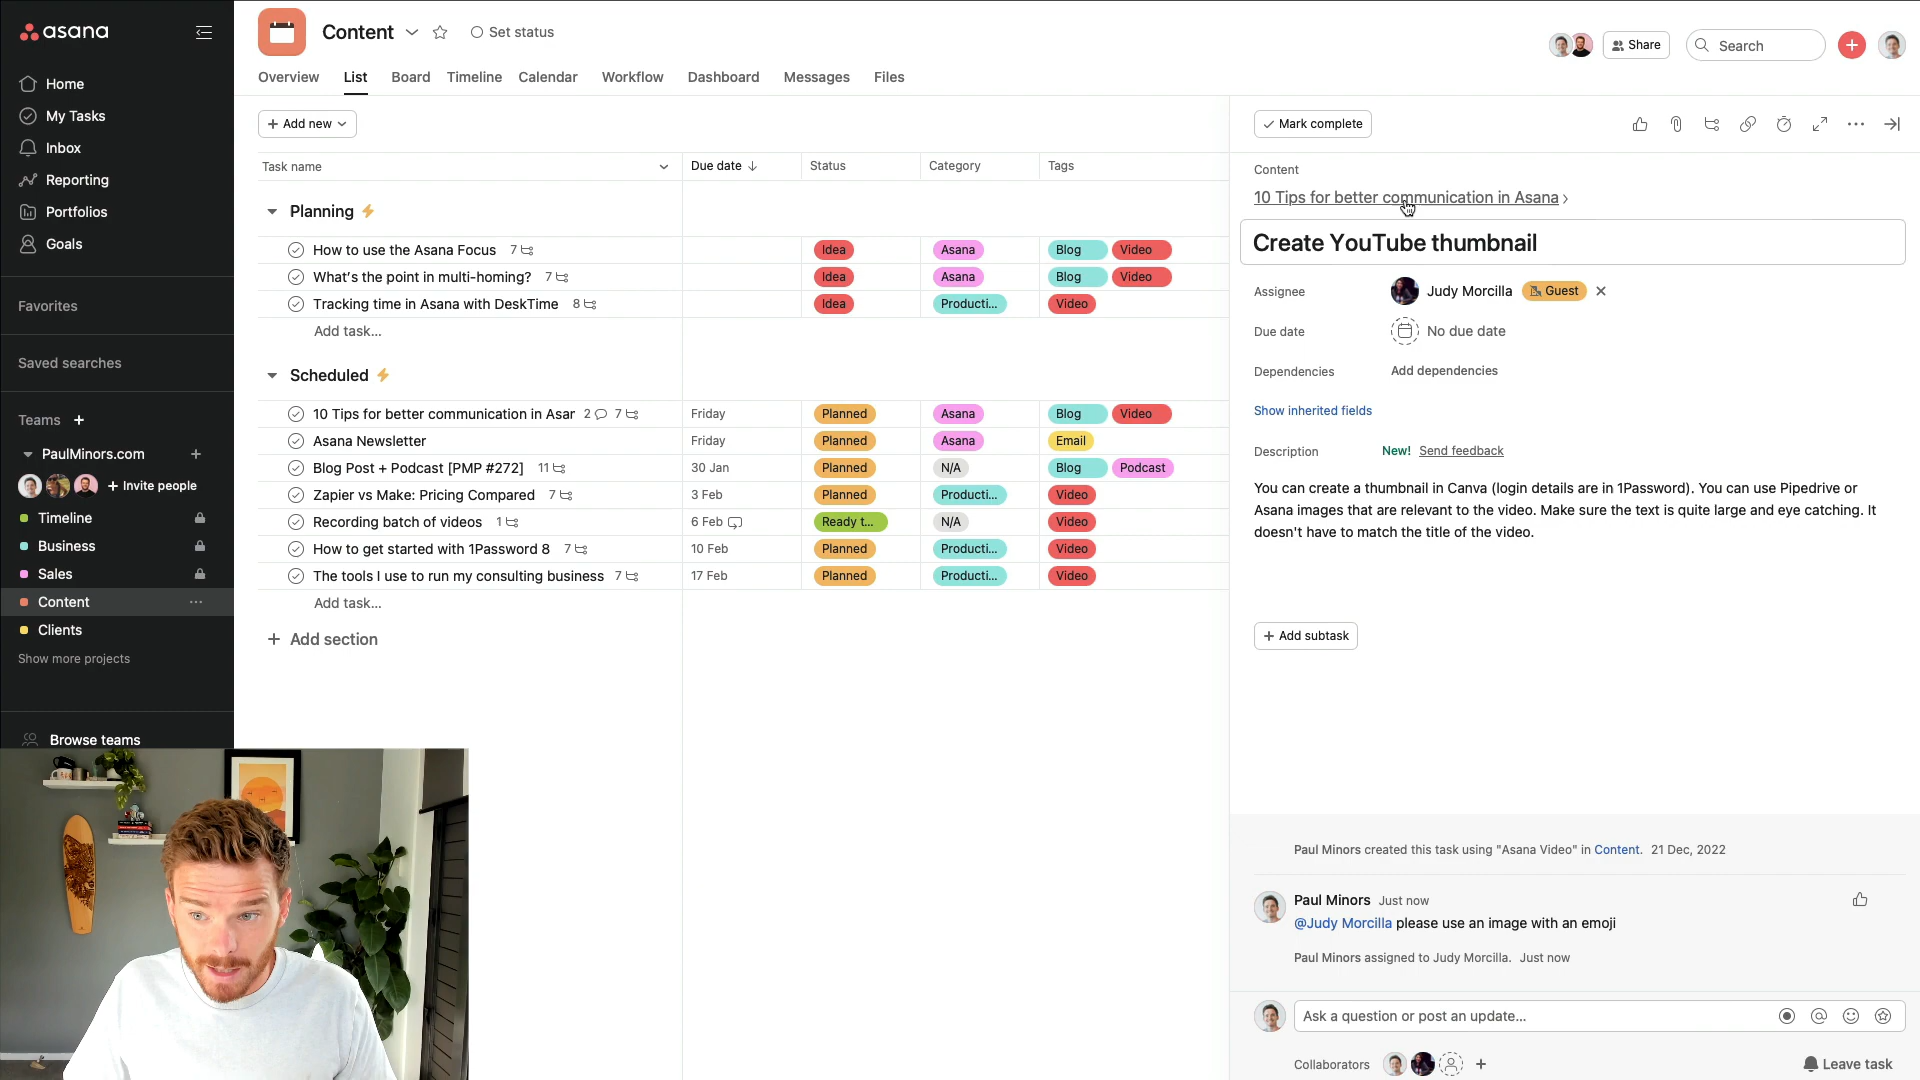 asana
Home
My Tasks
Inbox
Reporting
Portfolios
Goals
Favorites
Saved searches
Teams +
PaulMinors.com +
+ Invite people
Timeline
Business
Sales
Content ...
Clients
Show more projects
Browse teams
Content
Set status
Overview List Board Timeline Calendar Workflow Dashboard Messages Files
Share
Search
+ Add new
Task name Due date ↓ Status Category Tags
Planning
How to use the Asana Focus 7 Idea Asana Blog Video
What's the point in multi-homing? 7 Idea Asana Blog Video
Tracking time in Asana with DeskTime 8 Idea Producti... Video
Add task...
Scheduled
10 Tips for better communication in Asar 2 7 Friday Planned Asana Blog Video
Asana Newsletter Friday Planned Asana Email
Blog Post + Podcast [PMP #272] 11 30 Jan Planned N/A Blog Podcast
Zapier vs Make: Pricing Compared 7 3 Feb Planned Producti... Video
Recording batch of videos 1 6 Feb Ready t... N/A Video
How to get started with 1Password 8 7 10 Feb Planned Producti... Video
The tools I use to run my consulting business 7 17 Feb Planned Producti... Video
Add task...
+ Add section
Mark complete
Content
10 Tips for better communication in Asana ›
Create YouTube thumbnail
Assignee Judy Morcilla Guest ×
Due date No due date
Dependencies Add dependencies
Show inherited fields
Description New! Send feedback
You can create a thumbnail in Canva (login details are in 1Password). You can use Pipedrive or
Asana images that are relevant to the video. Make sure the text is quite large and eye catching. It
doesn't have to match the title of the video.
+ Add subtask
Paul Minors created this task using "Asana Video" in Content. 21 Dec, 2022
Paul Minors Just now
@Judy Morcilla please use an image with an emoji
Paul Minors assigned to Judy Morcilla. Just now
Ask a question or post an update...
Collaborators +
Leave task